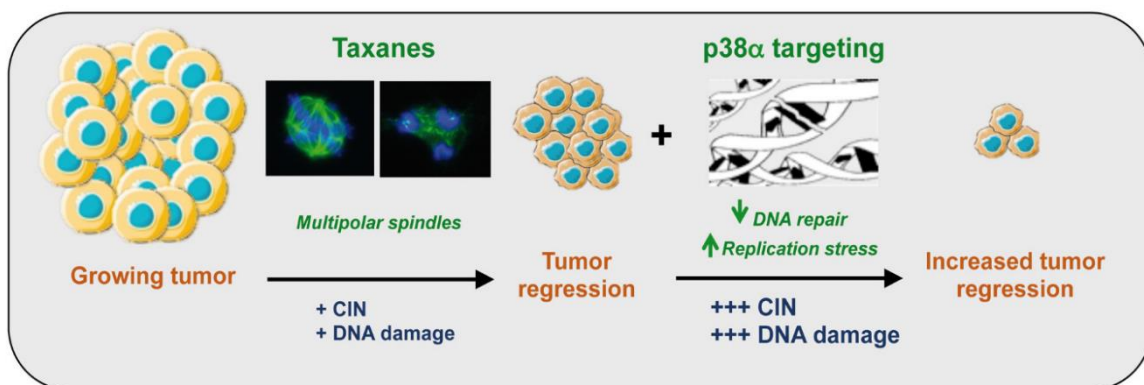 Taxanes
p38α targeting
+
Multipolar spindles
DNA repair
Replication stress
Growing tumor
Tumor
regression
Increased tumor
regression
+ CIN
+ DNA damage
+++ CIN
+++ DNA damage